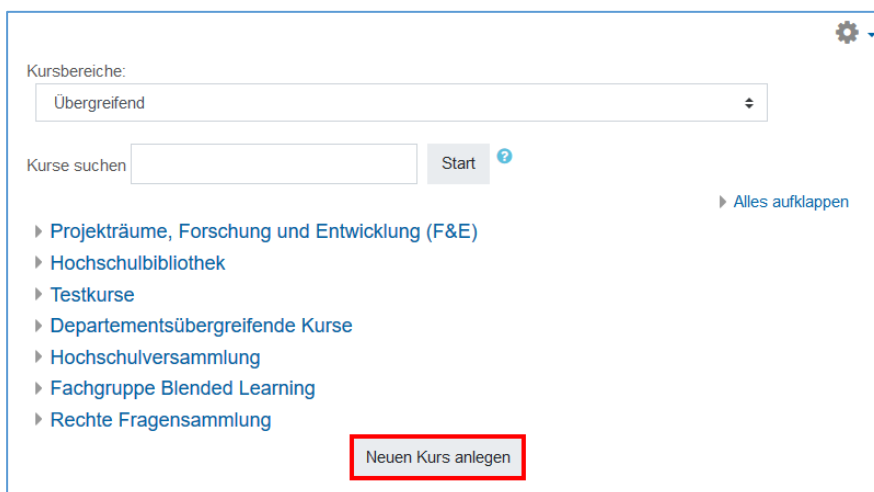 Kursbereiche:
Übergreifend
Kurse suchen Start ?
Alles aufklappen
Projekträume, Forschung und Entwicklung (F&E)
Hochschulbibliothek
Testkurse
Departementsübergreifende Kurse
Hochschulversammlung
Fachgruppe Blended Learning
Rechte Fragensammlung
Neuen Kurs anlegen